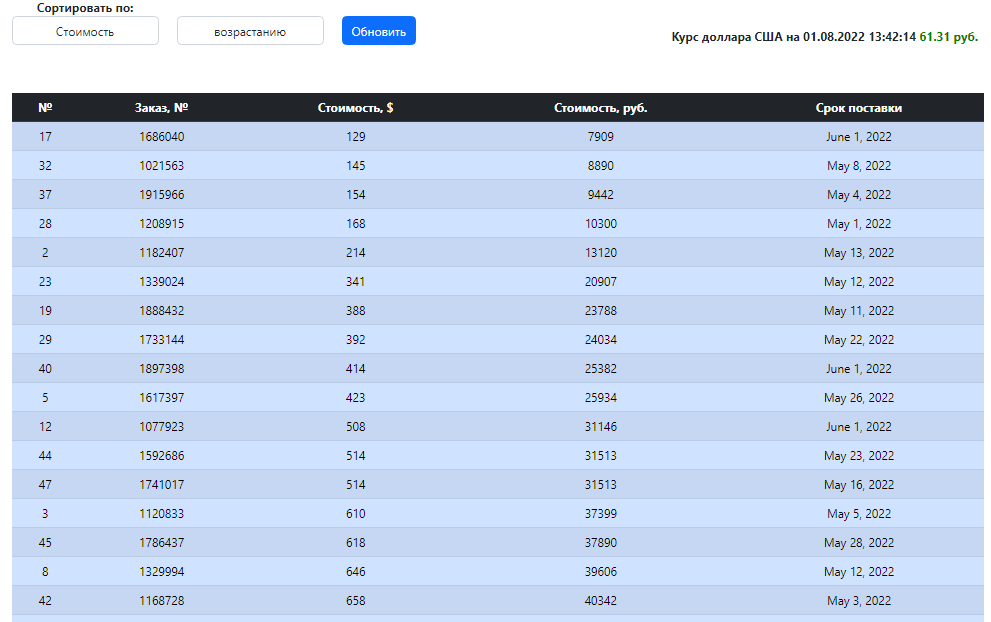 Сортировать по:
Стоимость возрастанию Обновить
Курс доллара США на 01.08.2022 13:42:14 61.31 руб.
№ Заказ, № Стоимость, $ Стоимость, руб. Срок поставки
17 1686040 129 7909 June 1, 2022
32 1021563 145 8890 May 8, 2022
37 1915966 154 9442 May 4, 2022
28 1208915 168 10300 May 1, 2022
2 1182407 214 13120 May 13, 2022
23 1339024 341 20907 May 12, 2022
19 1888432 388 23788 May 11, 2022
29 1733144 392 24034 May 22, 2022
40 1897398 414 25382 June 1, 2022
5 1617397 423 25934 May 26, 2022
12 1077923 508 31146 June 1, 2022
44 1592686 514 31513 May 23, 2022
47 1741017 514 31513 May 16, 2022
3 1120833 610 37399 May 5, 2022
45 1786437 618 37890 May 28, 2022
8 1329994 646 39606 May 12, 2022
42 1168728 658 40342 May 3, 2022